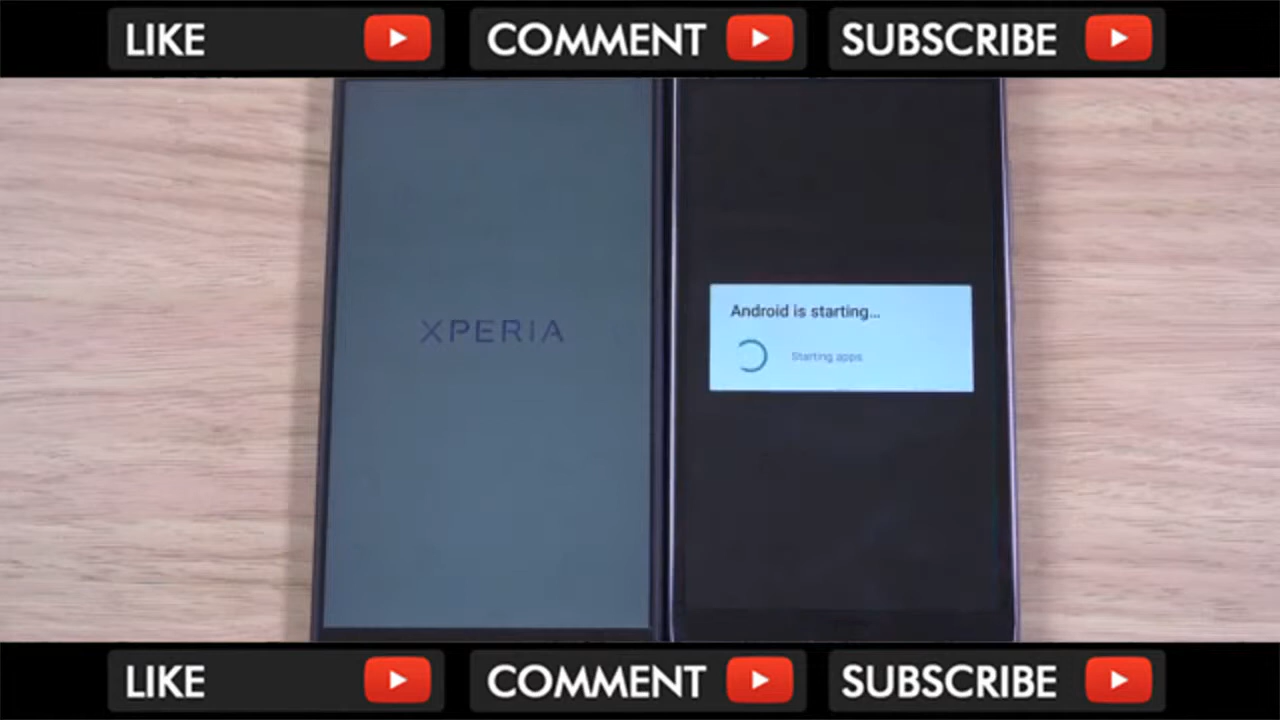 LIKE COMMENT SUBSCRIBE
XPERIA
Android is starting...
Starting apps
LIKE COMMENT SUBSCRIBE